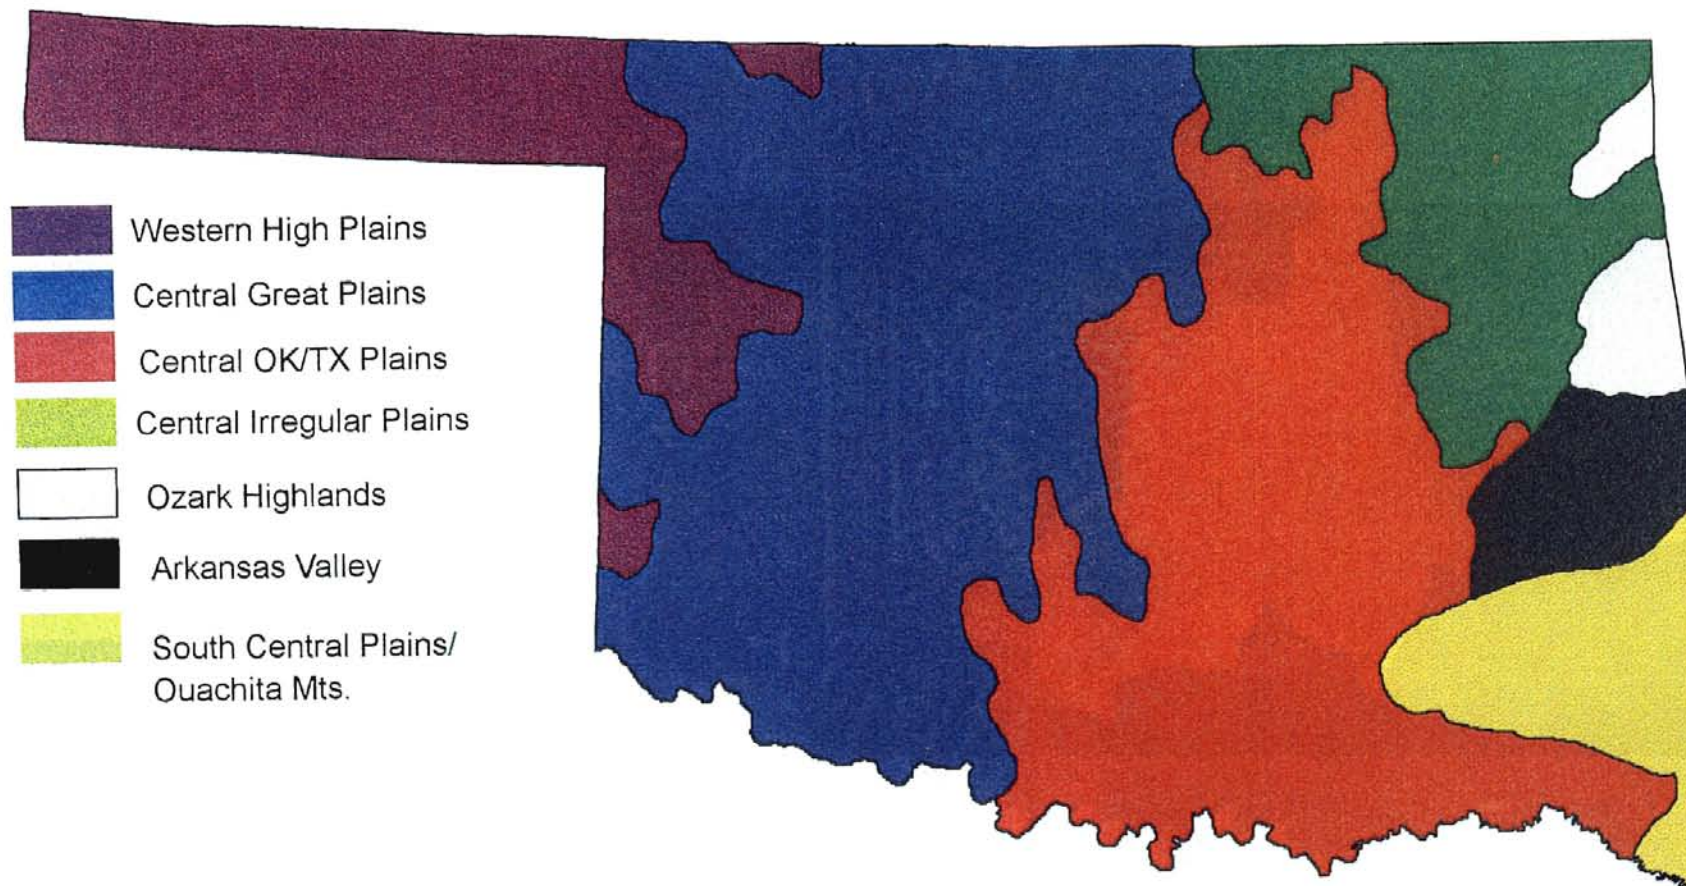 Western High Plains
Central Great Plains
Central OK/TX Plains
Central Irregular Plains
Ozark Highlands
Arkansas Valley
South Central Plains/
Ouachita Mts.